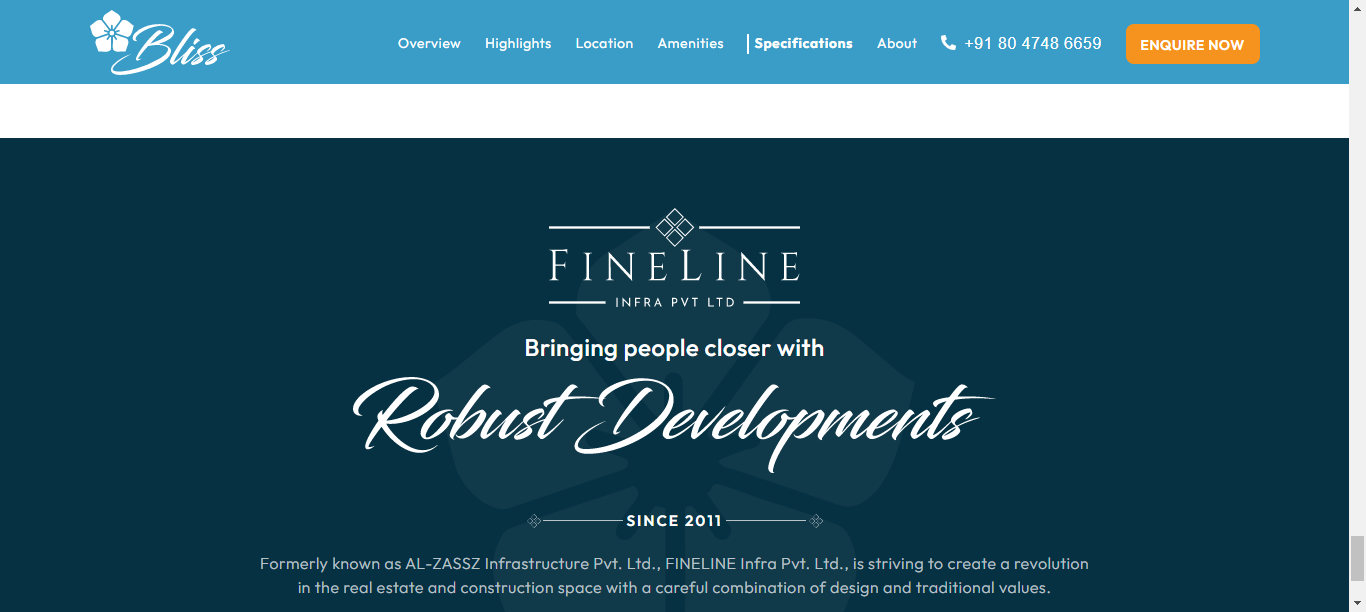 Bliss
Overview Highlights Location Amenities Specifications About +91 80 4748 6659 ENQUIRE NOW
FINELINE
INFRA PVT LTD
Bringing people closer with
Robust Developments
SINCE 2011
Formerly known as AL-ZASSZ Infrastructure Pvt. Ltd., FINELINE Infra Pvt. Ltd., is striving to create a revolution
in the real estate and construction space with a careful combination of design and traditional values.